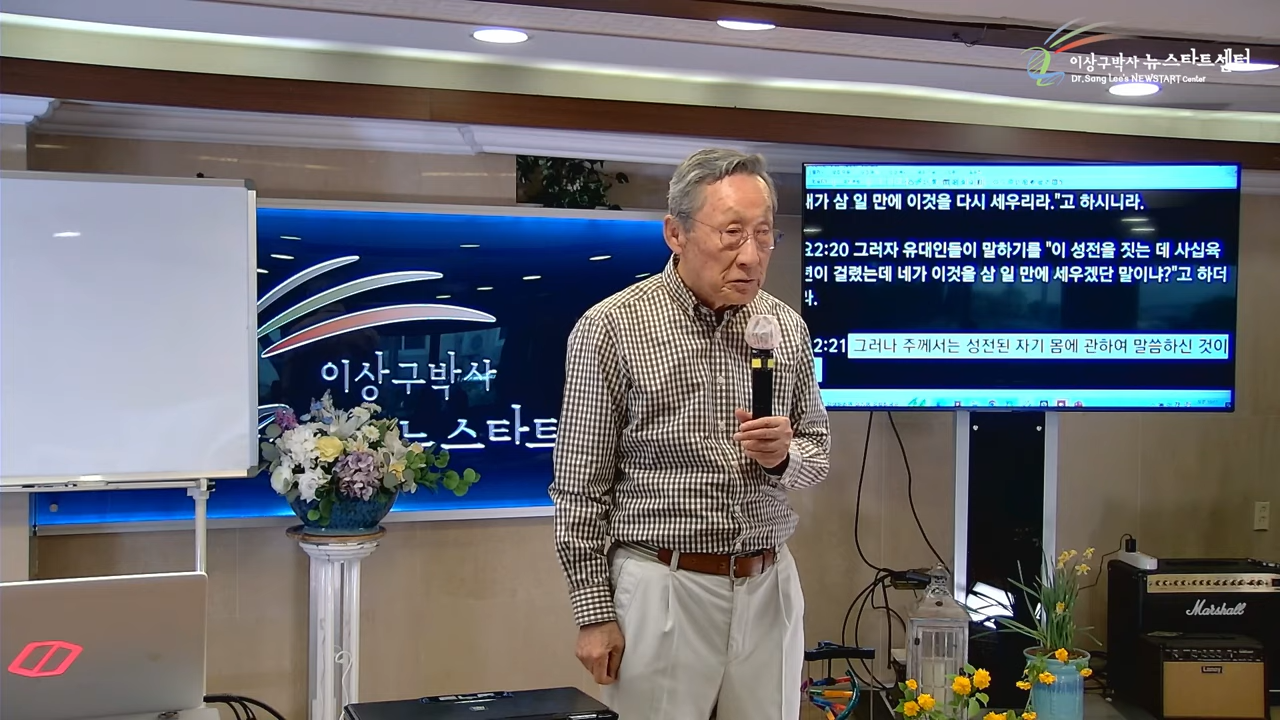 이상구박사 뉴스타트센터
Dr. Sang Lee's NEWSTART Center
내가 삼 일 만에 이것을 다시 세우리라."고 하시니라.
요2:20 그러자 유대인들이 말하기를 "이 성전을 짓는 데 사십육
년이 걸렸는데 네가 이것을 삼 일 만에 세우겠단 말이냐?"고 하더
라.
2:21 그러나 주께서는 성전된 자기 몸에 관하여 말씀하신 것이
이상구박사
뉴스타트
Marshall
Laney